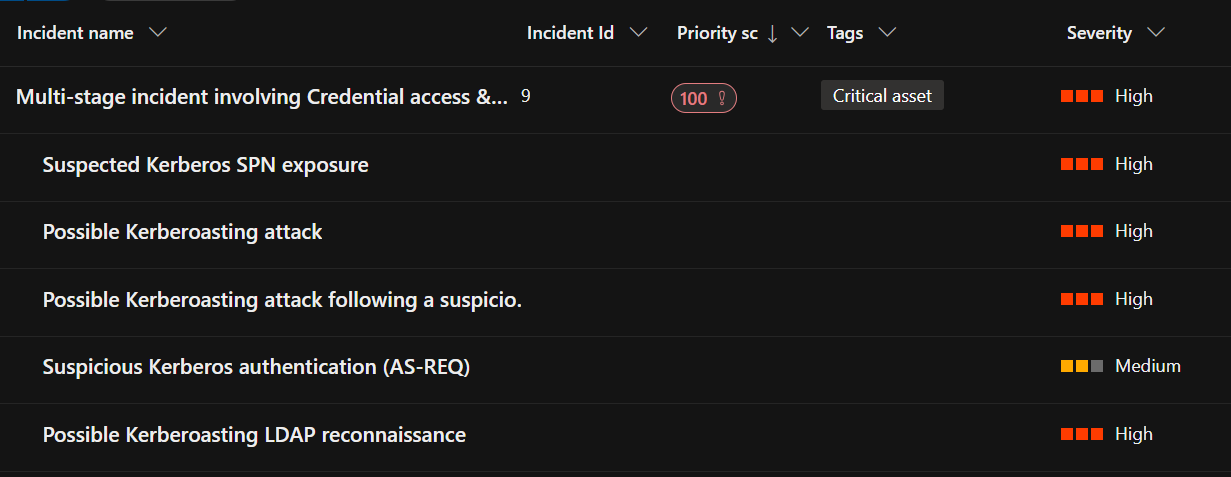 Incident name Incident Id Priority sc ↓ Tags Severity
Multi-stage incident involving Credential access &... 9 100 ! Critical asset High
Suspected Kerberos SPN exposure High
Possible Kerberoasting attack High
Possible Kerberoasting attack following a suspicio. High
Suspicious Kerberos authentication (AS-REQ) Medium
Possible Kerberoasting LDAP reconnaissance High